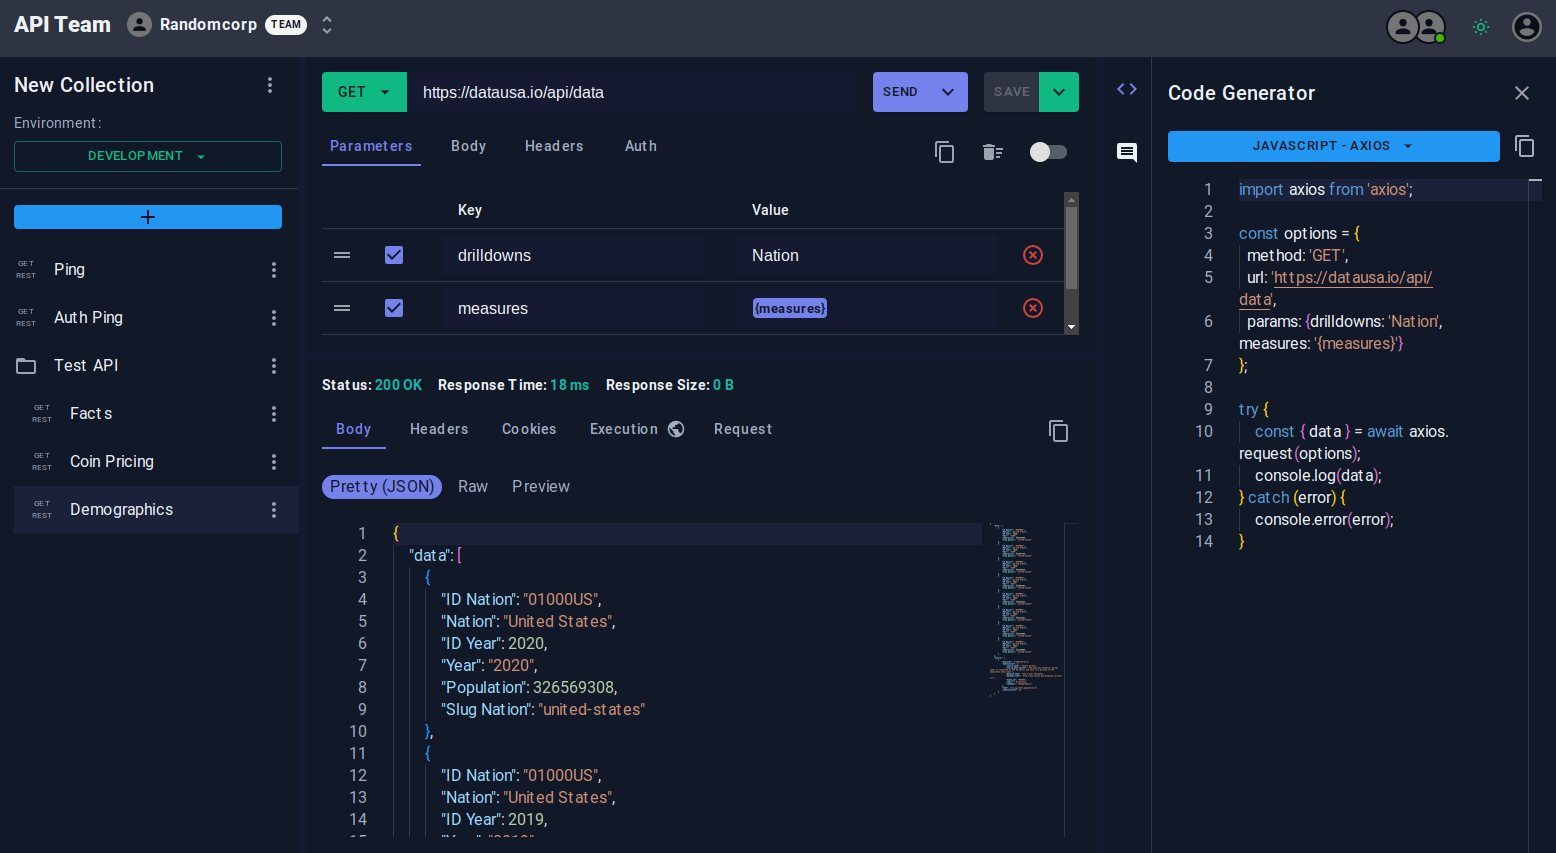 API Team
Randomcorp TEAM
New Collection
Environment:
DEVELOPMENT
GET REST Ping
GET REST Auth Ping
Test API
GET REST Facts
GET REST Coin Pricing
GET REST Demographics
GET https://datausa.io/api/data SEND SAVE
Parameters Body Headers Auth
Key Value
drilldowns Nation
measures {measures}
Status: 200 OK Response Time: 18 ms Response Size: 0 B
Body Headers Cookies Execution Request
Pretty (JSON) Raw Preview
1 {
2 "data": [
3 {
4 "ID Nation": "01000US",
5 "Nation": "United States",
6 "ID Year": 2020,
7 "Year": "2020",
8 "Population": 326569308,
9 "Slug Nation": "united-states"
10 },
11 {
12 "ID Nation": "01000US",
13 "Nation": "United States",
14 "ID Year": 2019,
Code Generator
JAVASCRIPT - AXIOS
1 import axios from 'axios';
2
3 const options = {
4 method: 'GET',
5 url: 'https://datausa.io/api/
data',
6 params: {drilldowns: 'Nation',
measures: '{measures}'}
7 };
8
9 try {
10 const { data } = await axios.
request(options);
11 console.log(data);
12 } catch (error) {
13 console.error(error);
14 }